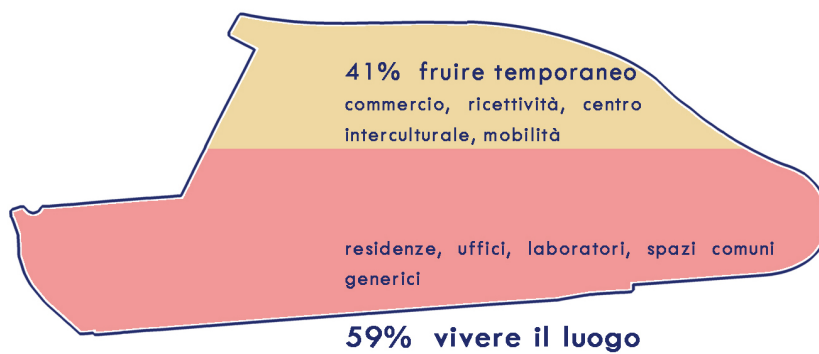 41% fruire temporaneo
commercio, ricettività, centro
interculturale, mobilità
residenze, uffici, laboratori, spazi comuni
generici
59% vivere il luogo